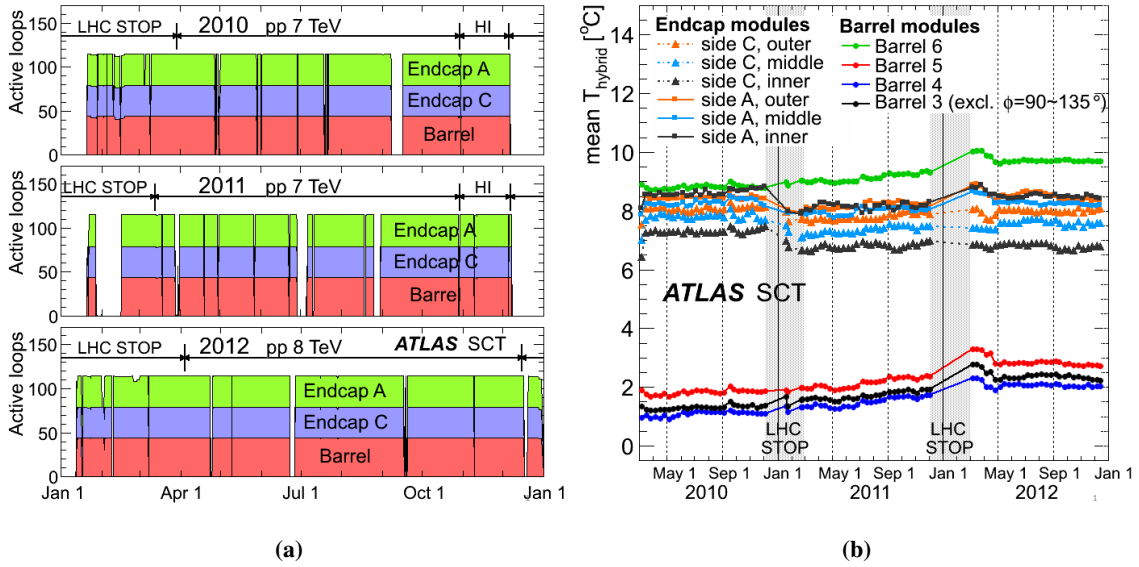 LHC STOP
2010 pp 7 TeV
HI
Active loops
150
100
50
0
Endcap A
Endcap C
Barrel
LHC STOP
2011 pp 7 TeV
HI
Active loops
150
100
50
0
Endcap A
Endcap C
Barrel
LHC STOP
2012 pp 8 TeV
ATLAS SCT
Active loops
150
100
50
0
Endcap A
Endcap C
Barrel
Jan 1 Apr 1 Jul 1 Oct 1 Jan 1
(a)
mean T hybrid [°C]
14
12
10
8
6
4
2
0
Endcap modules
side C, outer
side C, middle
side C, inner
side A, outer
side A, middle
side A, inner
Barrel modules
Barrel 6
Barrel 5
Barrel 4
Barrel 3 (excl. ϕ=90~135°)
ATLAS SCT
LHC
STOP
LHC
STOP
May 1 Sep 1 Jan 1 May 1 Sep 1 Jan 1 May 1 Sep 1 Jan 1
2010 2011 2012
1
(b)